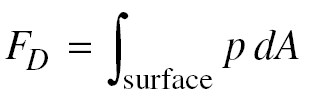 F_D = ∫_surface p dA